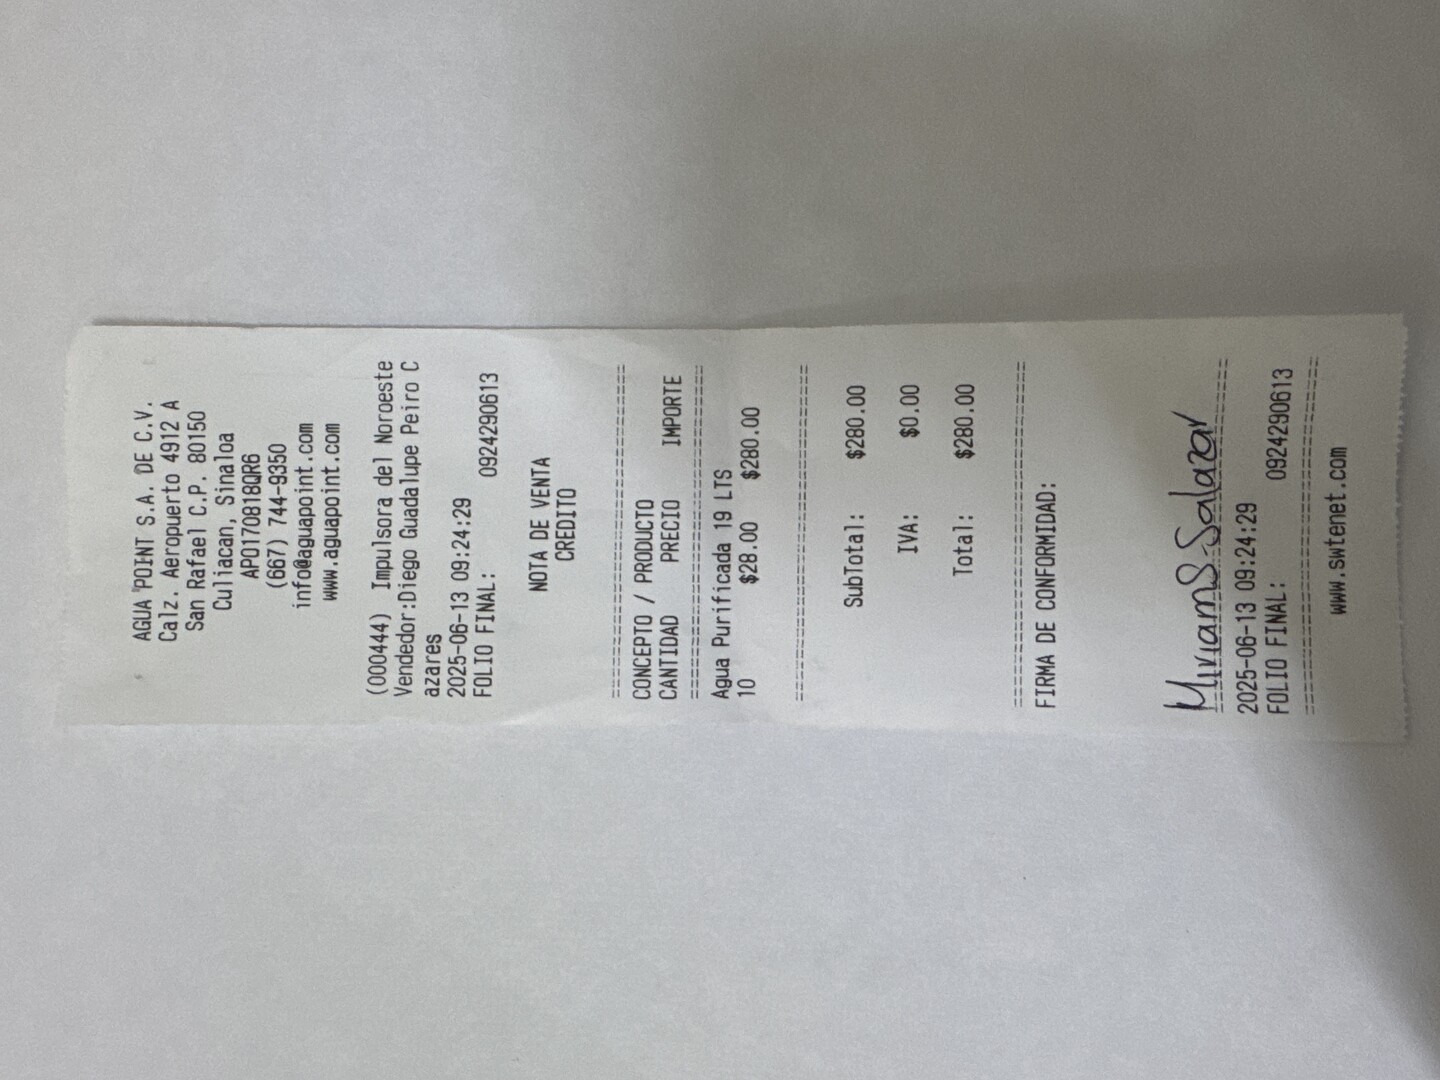 AGUA POINT S.A. DE C.V.
Calz. Aeropuerto 4912 A
San Rafael C.P. 80150
Culiacan, Sinaloa
APO170818QR6
(667) 744-9350
info@aguapoint.com
www.aguapoint.com
(000444) Impulsora del Noroeste
Vendedor:Diego Guadalupe Peiro C
azares
2025-06-13 09:24:29
FOLIO FINAL: 0924290613
NOTA DE VENTA
CREDITO
================================
CONCEPTO / PRODUCTO
CANTIDAD PRECIO IMPORTE
================================
Agua Purificada 19 LTS
10 $28.00 $280.00
================================
SubTotal: $280.00
IVA: $0.00
Total: $280.00
================================
FIRMA DE CONFORMIDAD:
Miriam S. Salazar
================================
2025-06-13 09:24:29
FOLIO FINAL: 0924290613
================================
www.swtenet.com